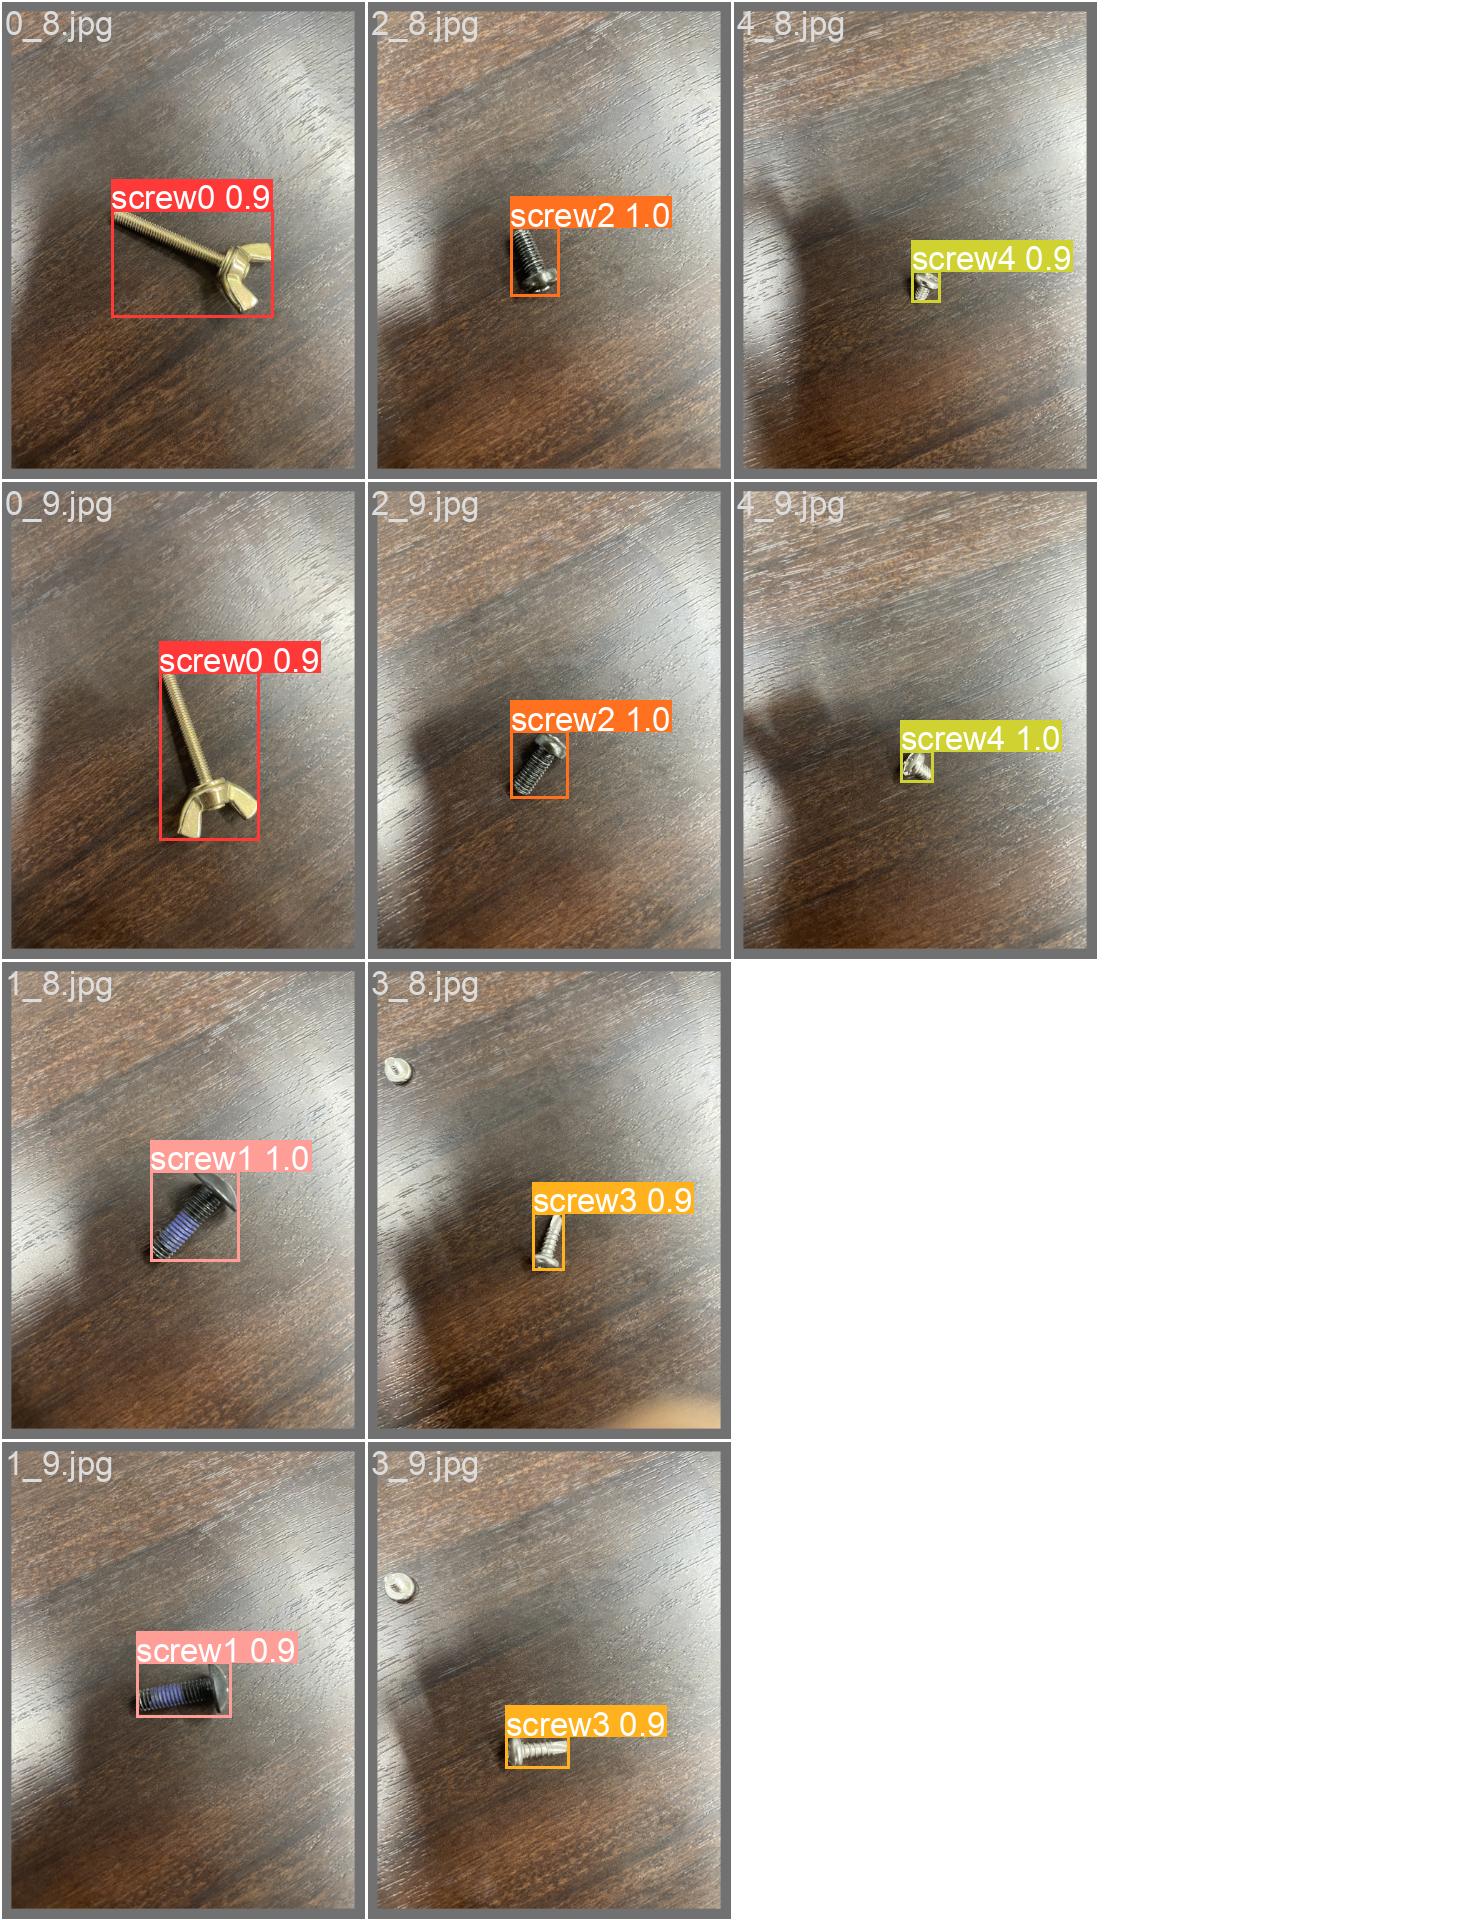 0_8.jpg
screw0 0.9
2_8.jpg
screw2 1.0
4_8.jpg
screw4 0.9
0_9.jpg
screw0 0.9
2_9.jpg
screw2 1.0
4_9.jpg
screw4 1.0
1_8.jpg
screw1 1.0
3_8.jpg
screw3 0.9
1_9.jpg
screw1 0.9
3_9.jpg
screw3 0.9